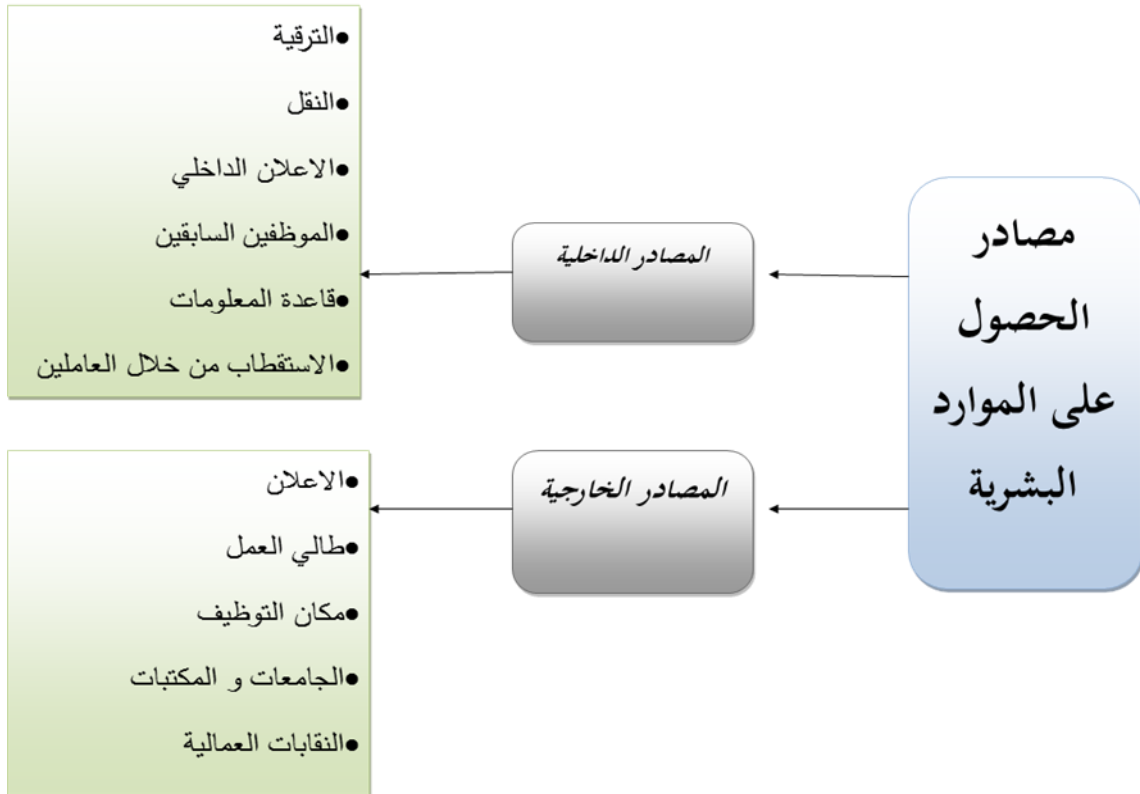 مصادر
الحصول
على الموارد
البشرية
المصادر الداخلية
•الترقية
•النقل
•الاعلان الداخلي
•الموظفين السابقين
•قاعدة المعلومات
•الاستقطاب من خلال العاملين
المصادر الخارجية
•الاعلان
•طالي العمل
•مكان التوظيف
•الجامعات و المكتبات
•النقابات العمالية